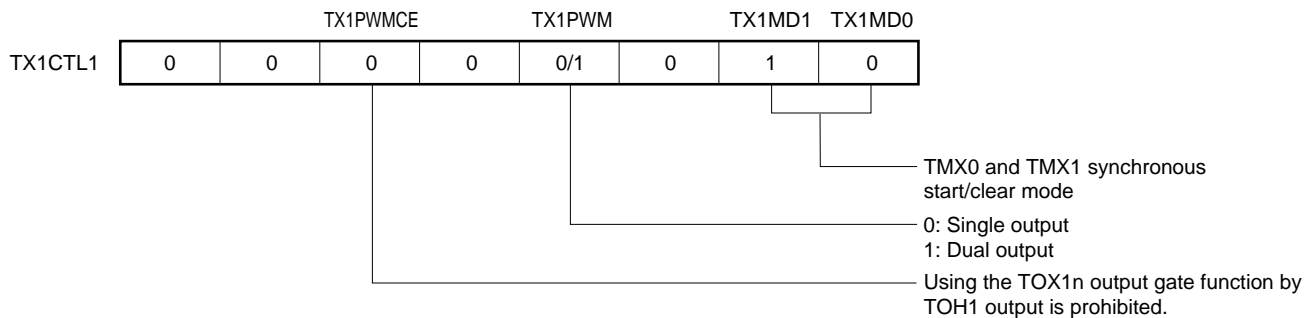 TX1PWMCE TX1PWM TX1MD1 TX1MD0
TX1CTL1 0 0 0 0 0/1 0 1 0
TMX0 and TMX1 synchronous
start/clear mode
0: Single output
1: Dual output
Using the TOX1n output gate function by
TOH1 output is prohibited.